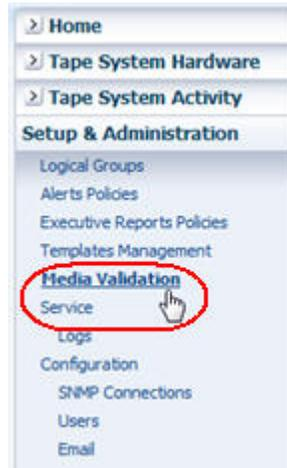 Home
Tape System Hardware
Tape System Activity
Setup & Administration
Logical Groups
Alerts Policies
Executive Reports Policies
Templates Management
Media Validation
Service
Logs
Configuration
SNMP Connections
Users
Email